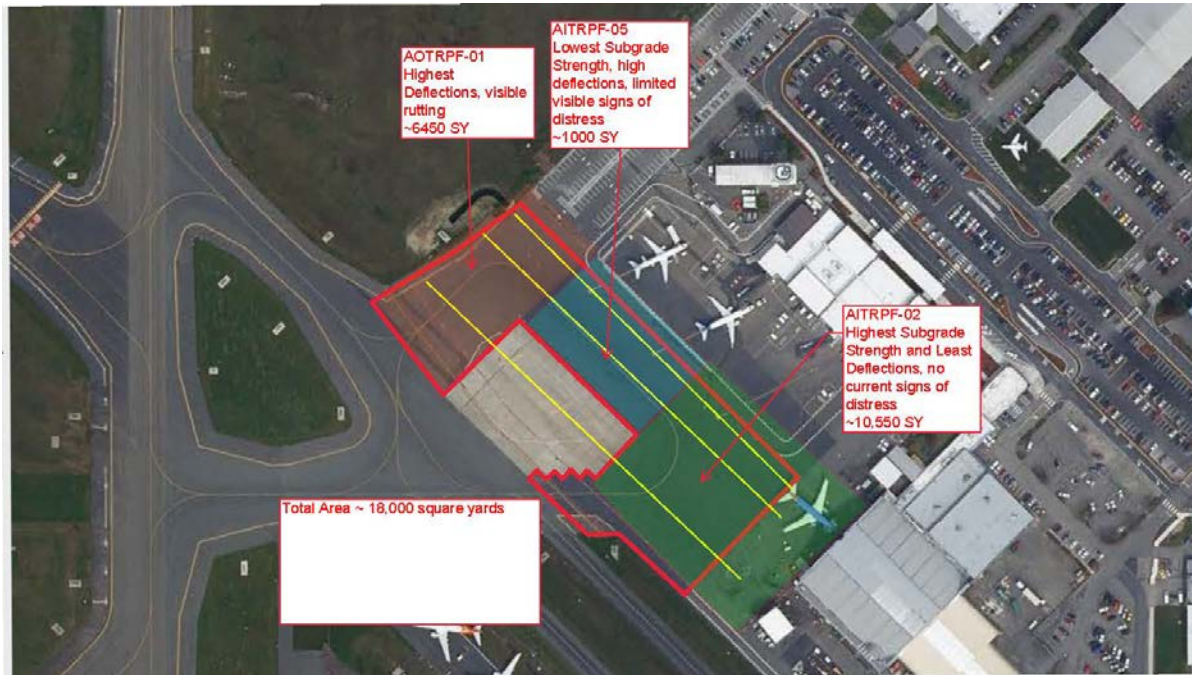 AOTRPF-01
Highest
Deflections, visible
rutting
~6450 SY
AITRPF-05
Lowest Subgrade
Strength, high
deflections, limited
visible signs of
distress
~1000 SY
AITRPF-02
Highest Subgrade
Strength and Least
Deflections, no
current signs of
distress
~10,550 SY
Total Area ~ 18,000 square yards